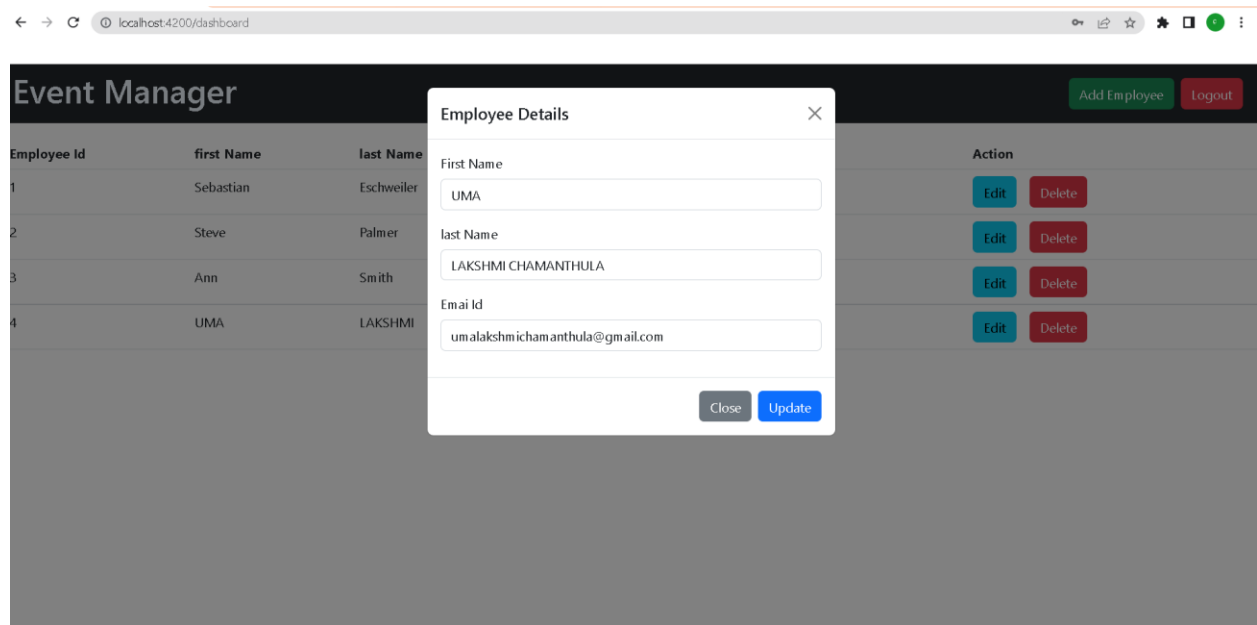 localhost:4200/dashboard
Event Manager
Add Employee Logout
Employee Id first Name last Name Action
1 Sebastian Eschweiler Edit Delete
2 Steve Palmer Edit Delete
3 Ann Smith Edit Delete
4 UMA LAKSHMI Edit Delete
Employee Details
First Name
UMA
last Name
LAKSHMI CHAMANTHULA
Emai Id
umalakshmichamanthula@gmail.com
Close Update